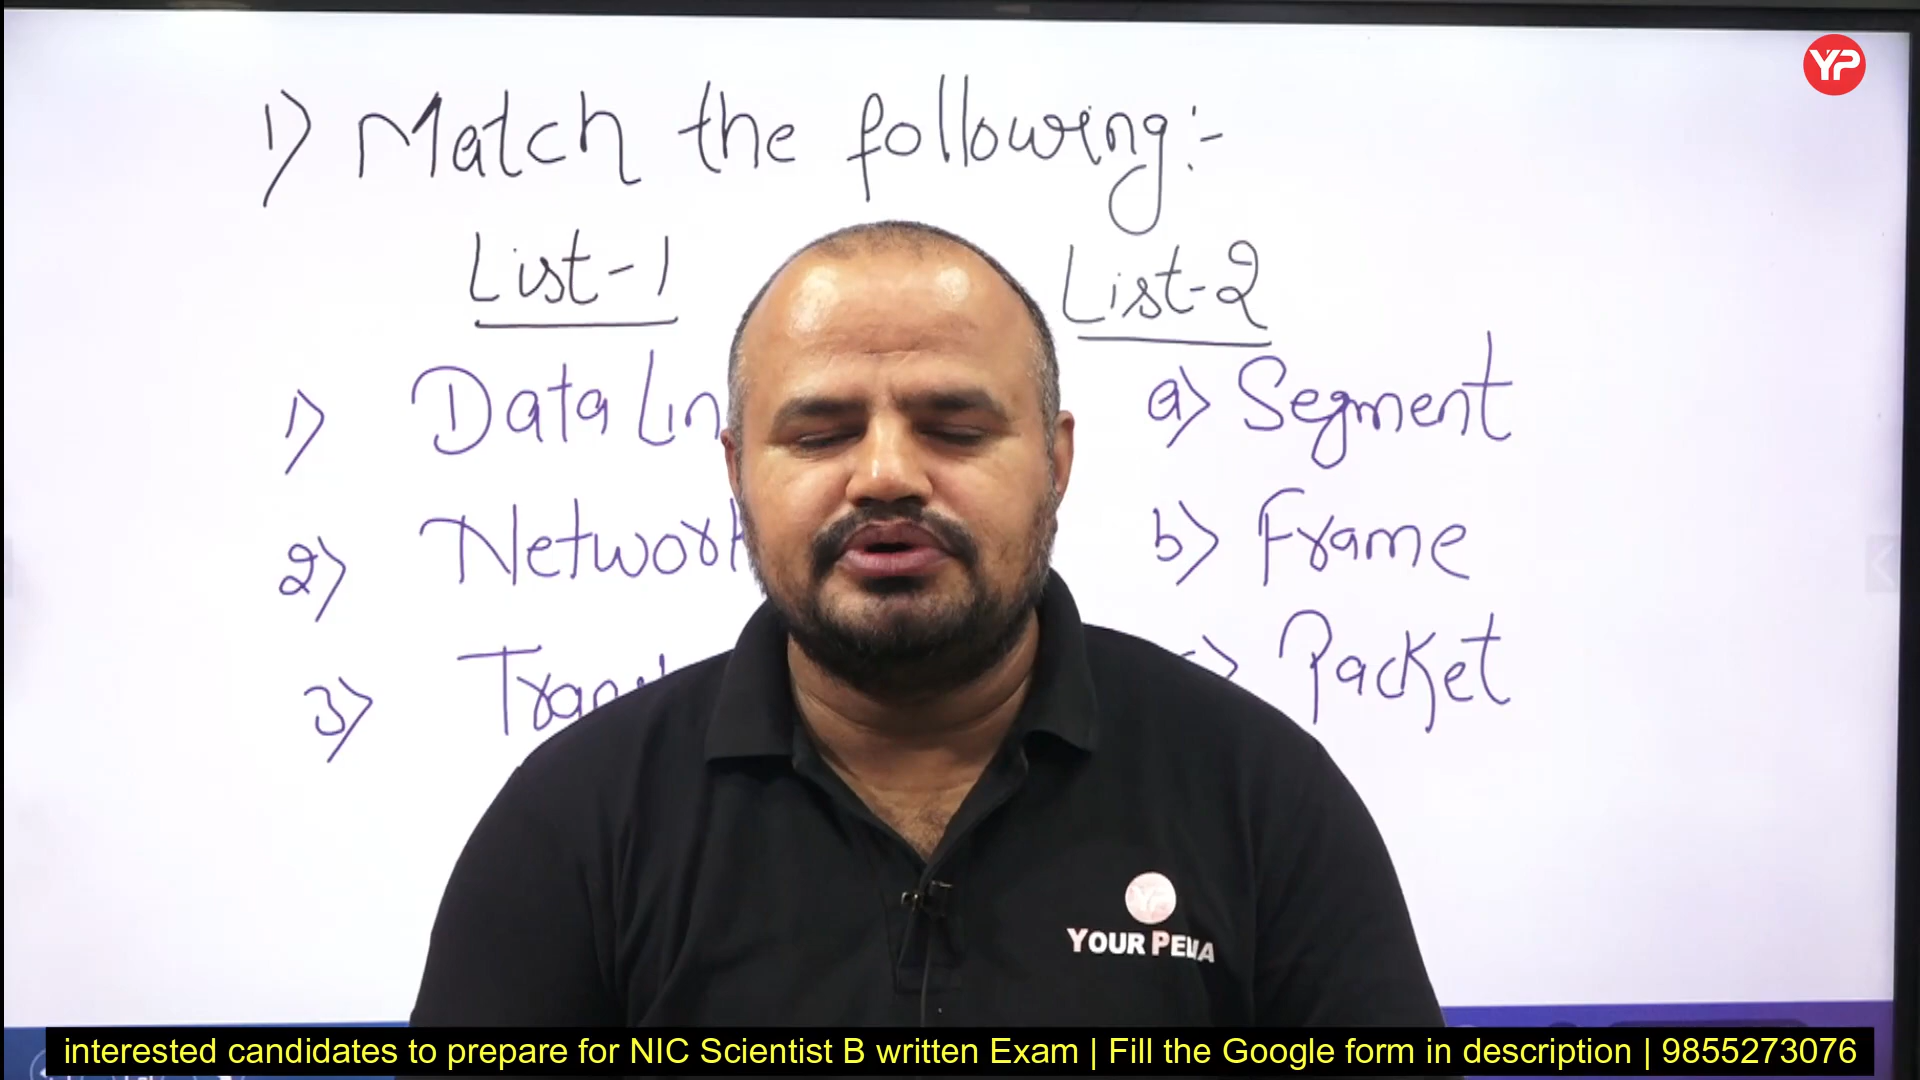 YP
1) Match the following:-
List-1 List-2
1) Data Lin a) Segment
2) Network b) Frame
3) Tran Packet
YOUR PEDIA
interested candidates to prepare for NIC Scientist B written Exam | Fill the Google form in description | 9855273076